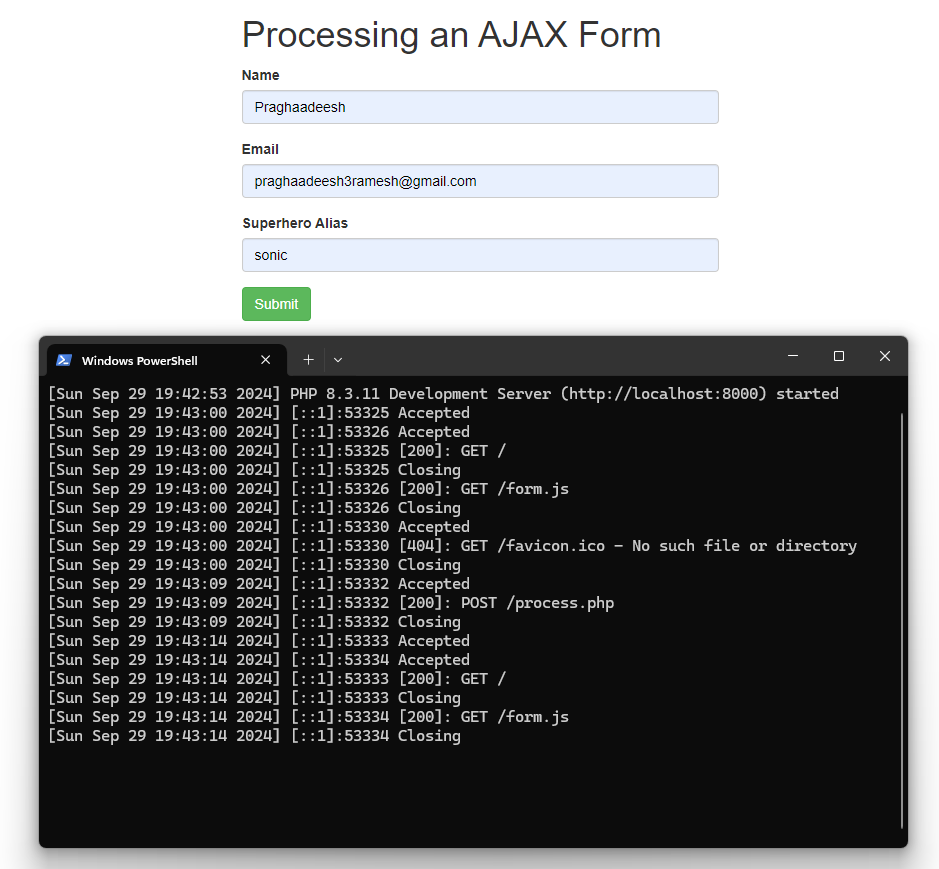 Processing an AJAX Form
Name
Praghaadeesh
Email
praghaadeesh3ramesh@gmail.com
Superhero Alias
sonic
Submit
Windows PowerShell
[Sun Sep 29 19:42:53 2024] PHP 8.3.11 Development Server (http://localhost:8000) started
[Sun Sep 29 19:43:00 2024] [::1]:53325 Accepted
[Sun Sep 29 19:43:00 2024] [::1]:53326 Accepted
[Sun Sep 29 19:43:00 2024] [::1]:53325 [200]: GET /
[Sun Sep 29 19:43:00 2024] [::1]:53325 Closing
[Sun Sep 29 19:43:00 2024] [::1]:53326 [200]: GET /form.js
[Sun Sep 29 19:43:00 2024] [::1]:53326 Closing
[Sun Sep 29 19:43:00 2024] [::1]:53330 Accepted
[Sun Sep 29 19:43:00 2024] [::1]:53330 [404]: GET /favicon.ico - No such file or directory
[Sun Sep 29 19:43:00 2024] [::1]:53330 Closing
[Sun Sep 29 19:43:09 2024] [::1]:53332 Accepted
[Sun Sep 29 19:43:09 2024] [::1]:53332 [200]: POST /process.php
[Sun Sep 29 19:43:09 2024] [::1]:53332 Closing
[Sun Sep 29 19:43:14 2024] [::1]:53333 Accepted
[Sun Sep 29 19:43:14 2024] [::1]:53334 Accepted
[Sun Sep 29 19:43:14 2024] [::1]:53333 [200]: GET /
[Sun Sep 29 19:43:14 2024] [::1]:53333 Closing
[Sun Sep 29 19:43:14 2024] [::1]:53334 [200]: GET /form.js
[Sun Sep 29 19:43:14 2024] [::1]:53334 Closing